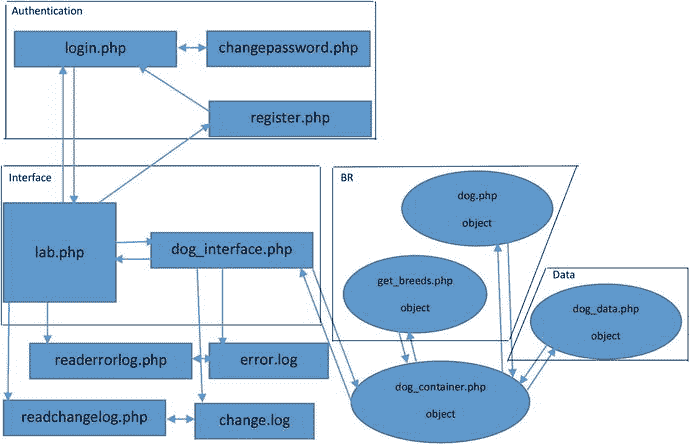 Authentication
login.php
changepassword.php
register.php
Interface
BR
dog.php
object
lab.php
dog_interface.php
get_breeds.php
object
Data
dog_data.php
object
readerrorlog.php
error.log
dog_container.php
object
readchangelog.php
change.log